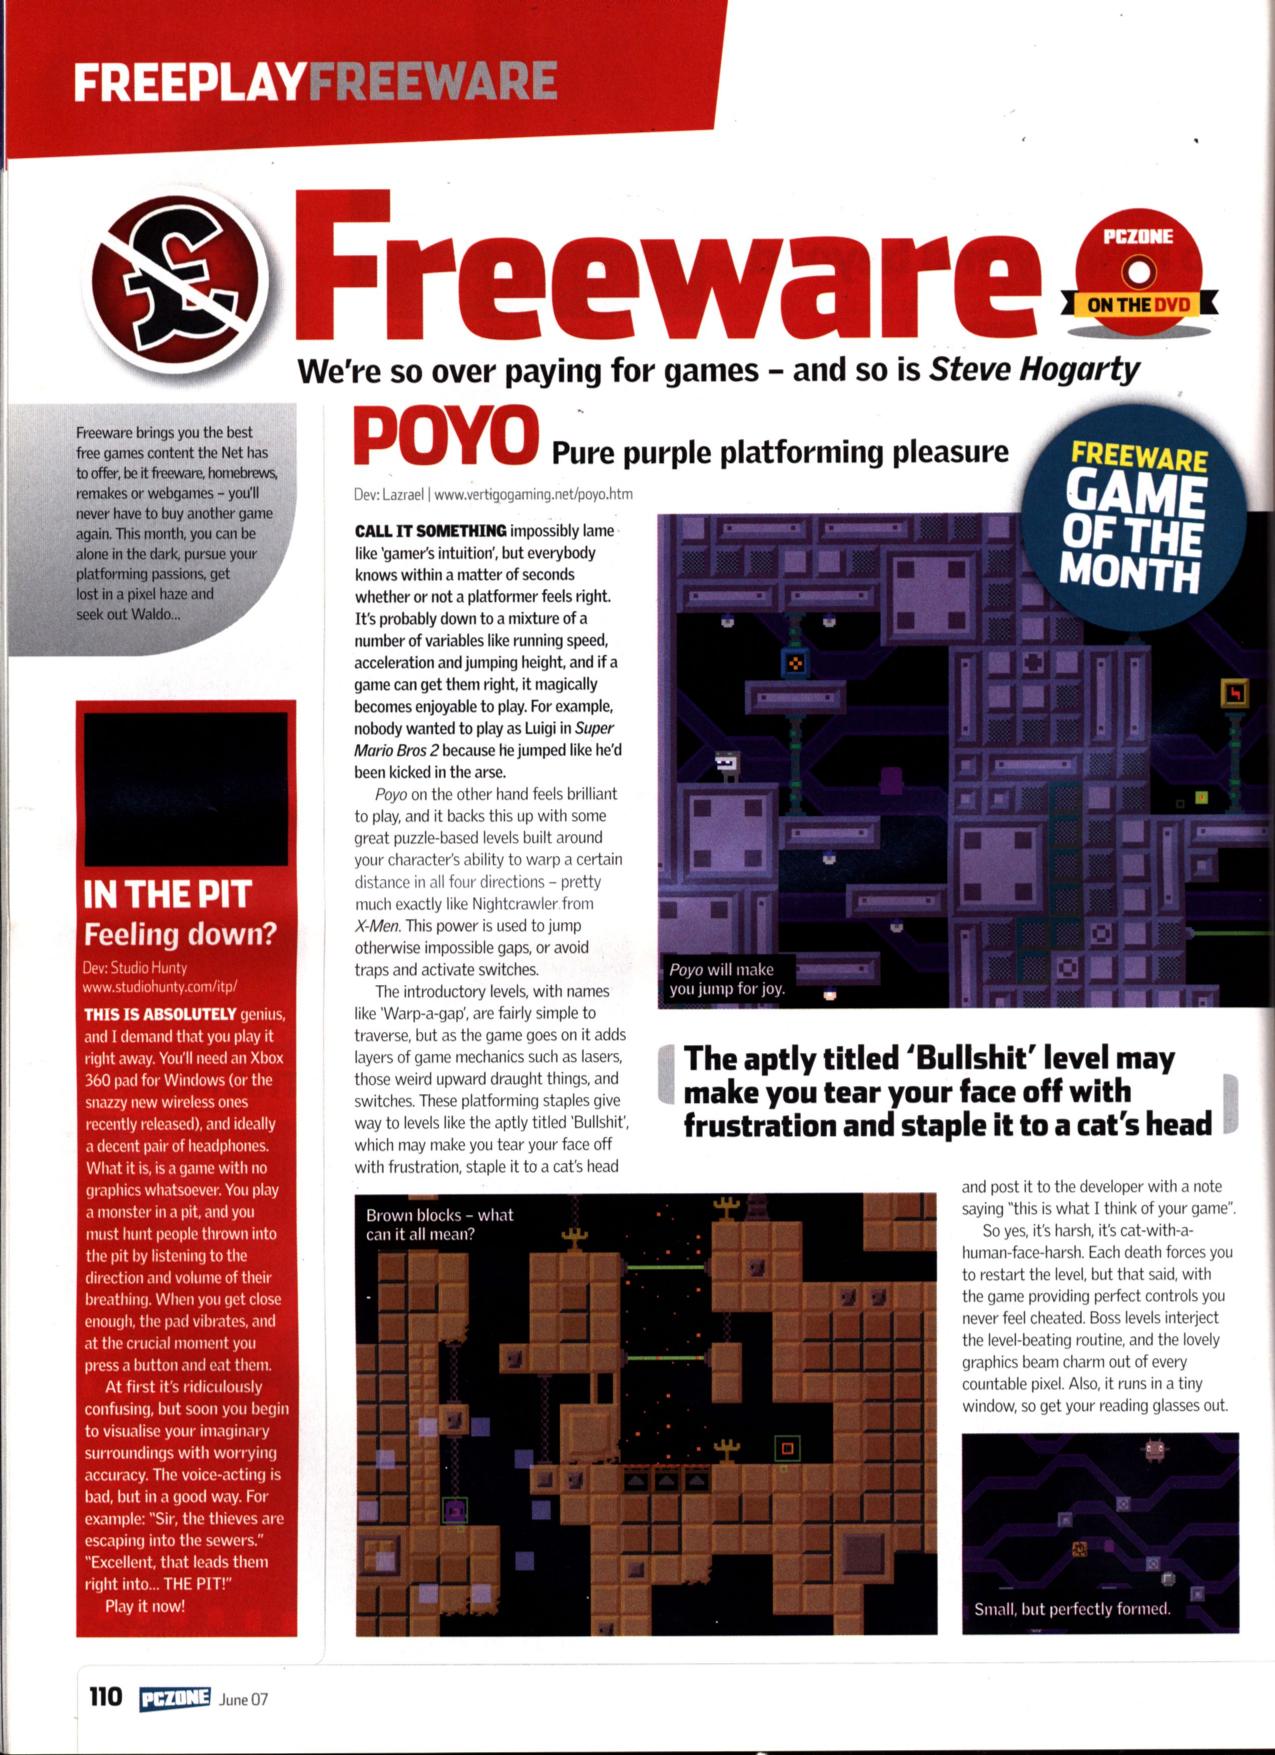 FREEPLAYFREEWARE
Freeware
PCZONE
ON THE DVD
We're so over paying for games – and so is Steve Hogarty
Freeware brings you the best
free games content the Net has
to offer, be it freeware, homebrews,
remakes or webgames – you'll
never have to buy another game
again. This month, you can be
alone in the dark, pursue your
platforming passions, get
lost in a pixel haze and
seek out Waldo...
IN THE PIT
Feeling down?
Dev: Studio Hunty
www.studiohunty.com/itp/
THIS IS ABSOLUTELY genius,
and I demand that you play it
right away. You'll need an Xbox
360 pad for Windows (or the
snazzy new wireless ones
recently released), and ideally
a decent pair of headphones.
What it is, is a game with no
graphics whatsoever. You play
a monster in a pit, and you
must hunt people thrown into
the pit by listening to the
direction and volume of their
breathing. When you get close
enough, the pad vibrates, and
at the crucial moment you
press a button and eat them.
At first it's ridiculously
confusing, but soon you begin
to visualise your imaginary
surroundings with worrying
accuracy. The voice-acting is
bad, but in a good way. For
example: "Sir, the thieves are
escaping into the sewers."
"Excellent, that leads them
right into... THE PIT!"
Play it now!
POYO Pure purple platforming pleasure
Dev: Lazrael | www.vertigogaming.net/poyo.htm
FREEWARE
GAME
OF THE
MONTH
CALL IT SOMETHING impossibly lame
like 'gamer's intuition', but everybody
knows within a matter of seconds
whether or not a platformer feels right.
It's probably down to a mixture of a
number of variables like running speed,
acceleration and jumping height, and if a
game can get them right, it magically
becomes enjoyable to play. For example,
nobody wanted to play as Luigi in Super
Mario Bros 2 because he jumped like he'd
been kicked in the arse.
Poyo on the other hand feels brilliant
to play, and it backs this up with some
great puzzle-based levels built around
your character's ability to warp a certain
distance in all four directions – pretty
much exactly like Nightcrawler from
X-Men. This power is used to jump
otherwise impossible gaps, or avoid
traps and activate switches.
The introductory levels, with names
like 'Warp-a-gap', are fairly simple to
traverse, but as the game goes on it adds
layers of game mechanics such as lasers,
those weird upward draught things, and
switches. These platforming staples give
way to levels like the aptly titled 'Bullshit',
which may make you tear your face off
with frustration, staple it to a cat's head
Poyo will make
you jump for joy.
The aptly titled 'Bullshit' level may
make you tear your face off with
frustration and staple it to a cat's head
Brown blocks – what
can it all mean?
and post it to the developer with a note
saying "this is what I think of your game".
So yes, it's harsh, it's cat-with-a-
human-face-harsh. Each death forces you
to restart the level, but that said, with
the game providing perfect controls you
never feel cheated. Boss levels interject
the level-beating routine, and the lovely
graphics beam charm out of every
countable pixel. Also, it runs in a tiny
window, so get your reading glasses out.
Small, but perfectly formed.
110 PCZONE June 07